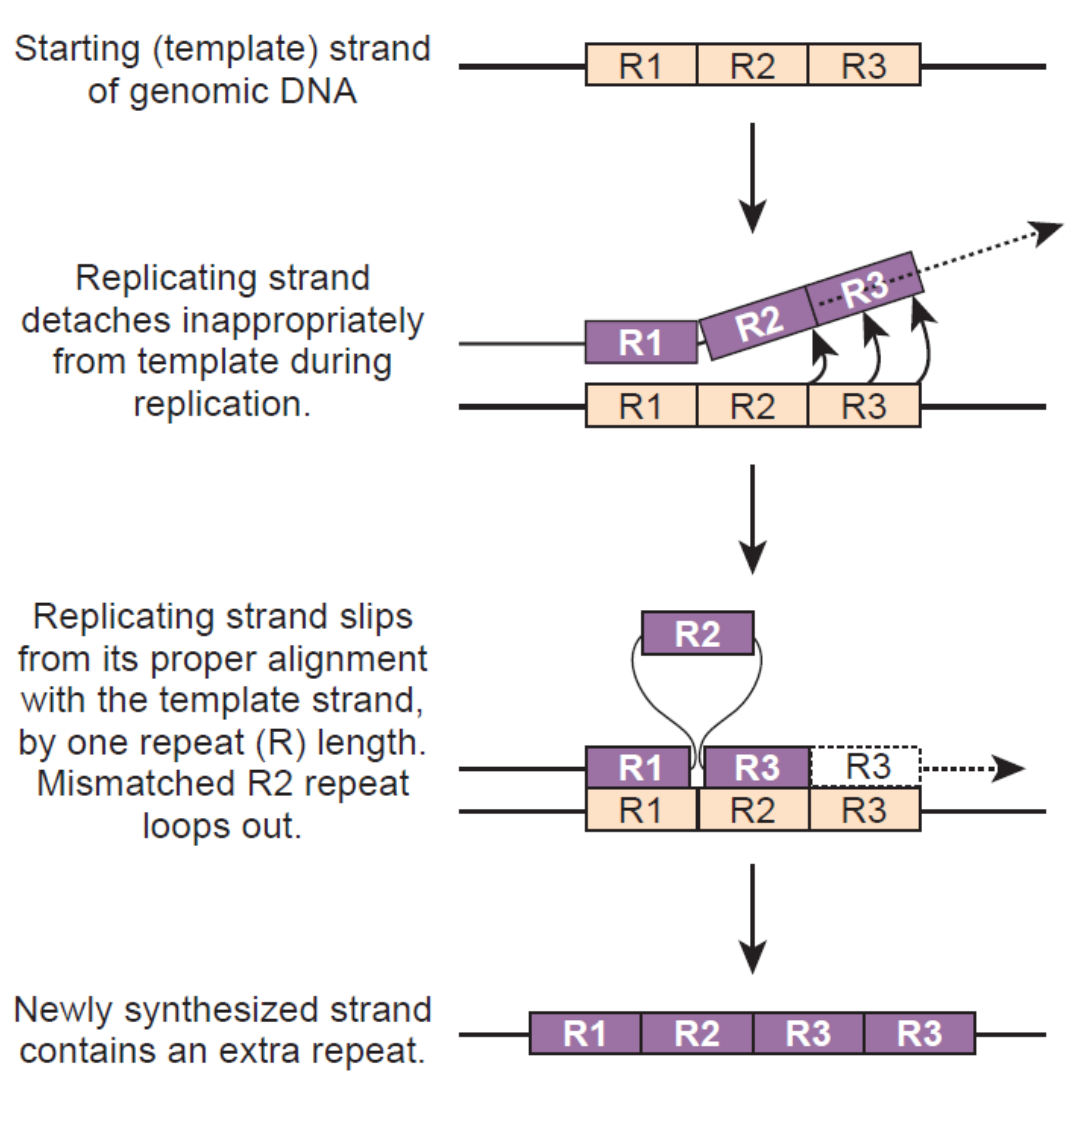 Starting (template) strand
of genomic DNA
R1 R2 R3
Replicating strand
detaches inappropriately
from template during
replication.
R1 R2 R3
R1 R2 R3
Replicating strand slips
from its proper alignment
with the template strand,
by one repeat (R) length.
Mismatched R2 repeat
loops out.
R2
R1 R3 R3
R1 R2 R3
Newly synthesized strand
contains an extra repeat.
R1 R2 R3 R3